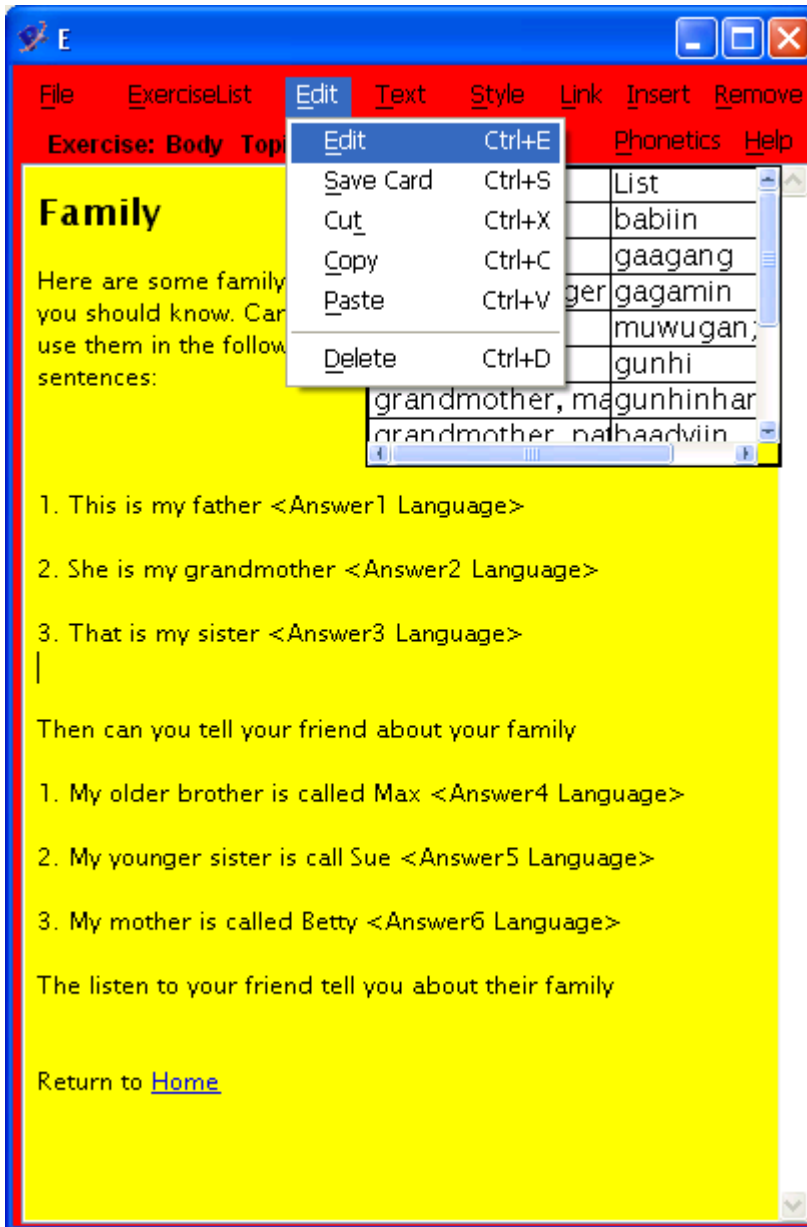 E
File ExerciseList Edit Text Style Link Insert Remove
Exercise: Body Phonetics Help
Edit Ctrl+E
Save Card Ctrl+S
Cut Ctrl+X
Copy Ctrl+C
Paste Ctrl+V
Delete Ctrl+D
List
babiin
gaagang
gagamin
muwugan;
gunhi
grandmother, gunhinhar
grandmother baadyiin
Family
Here are some family
you should know.
use them in the
sentences:
1. This is my father <Answer1 Language>
2. She is my grandmother <Answer2 Language>
3. That is my sister <Answer3 Language>
Then can you tell your friend about your family
1. My older brother is called Max <Answer4 Language>
2. My younger sister is call Sue <Answer5 Language>
3. My mother is called Betty <Answer6 Language>
The listen to your friend tell you about their family
Return to Home